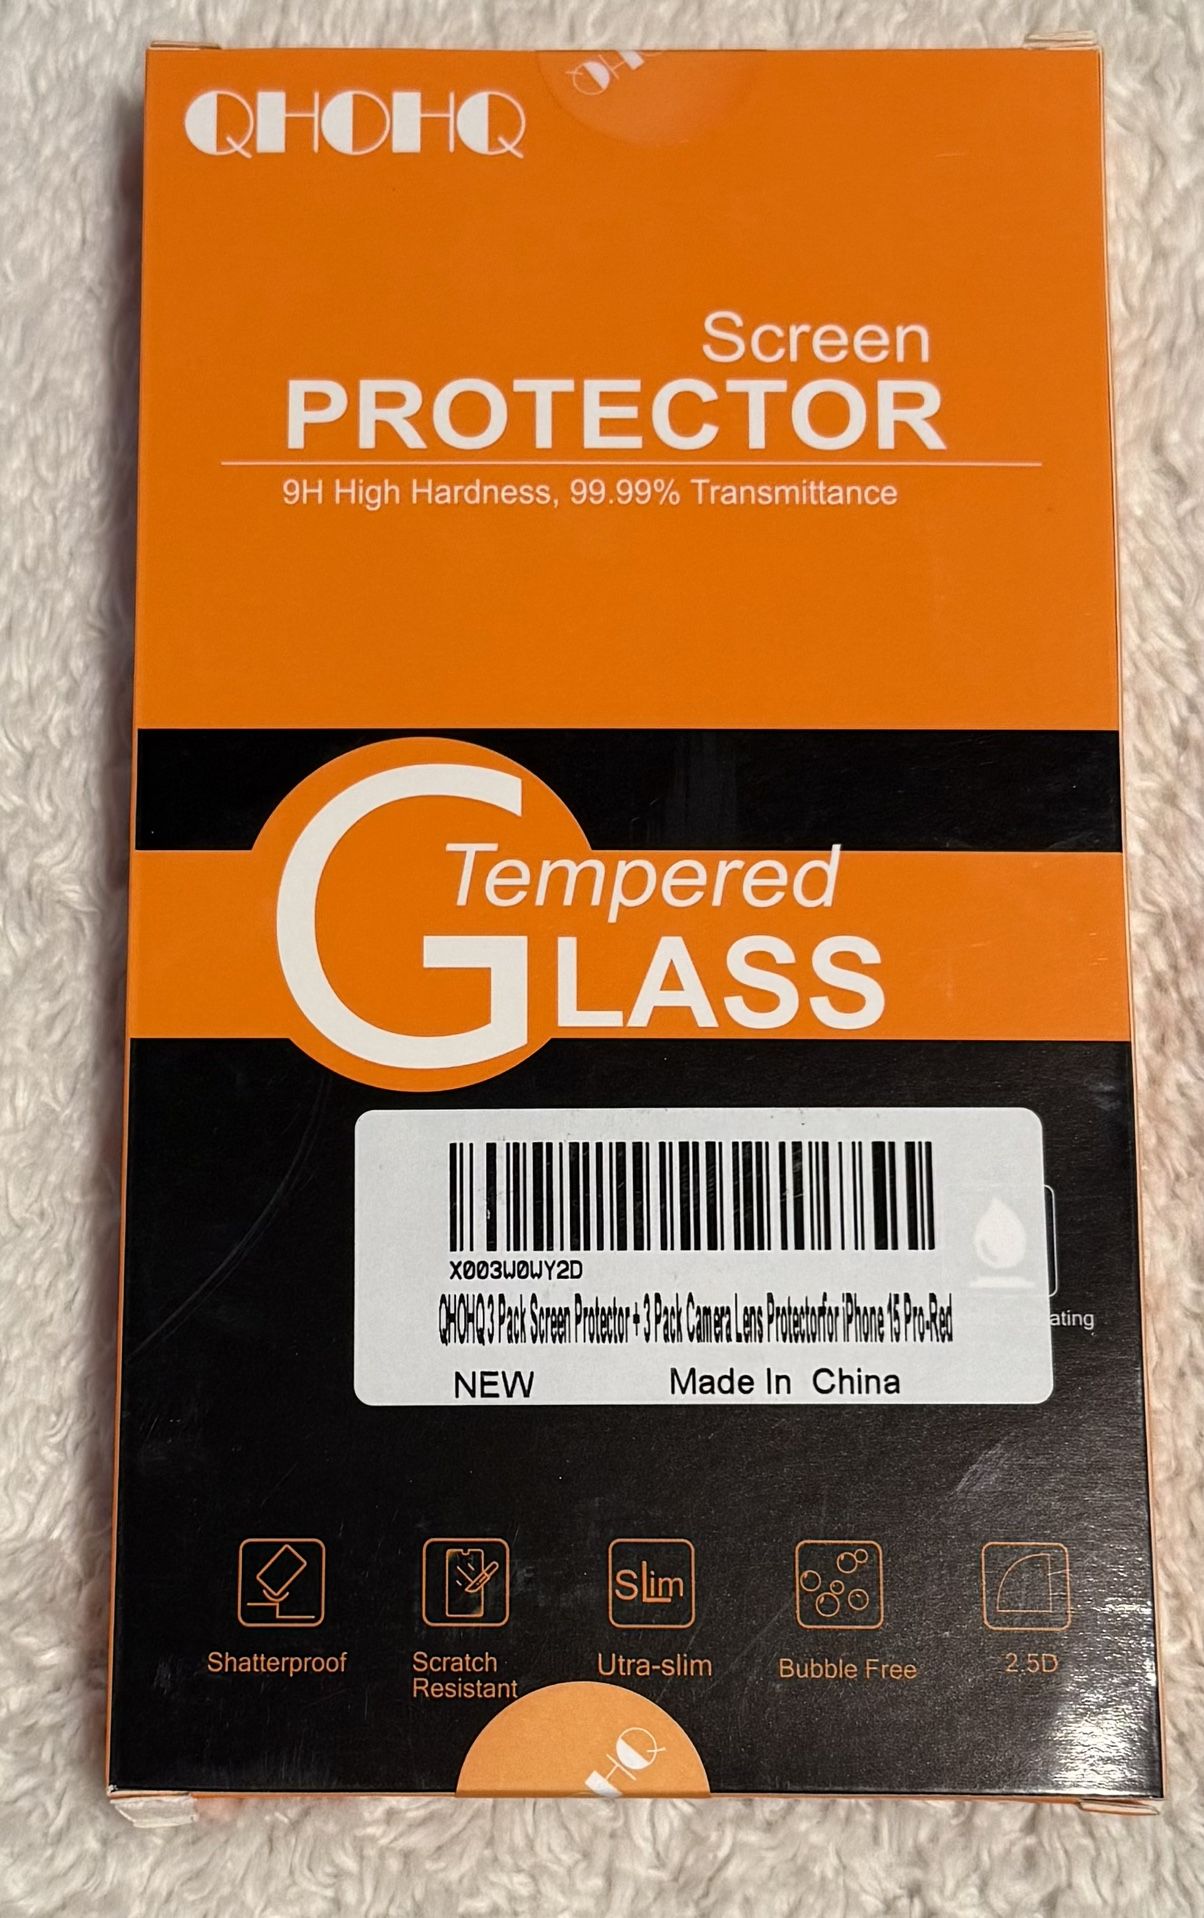 QHOHQ
Screen
PROTECTOR
9H High Hardness, 99.99% Transmittance
Tempered
GLASS
X003W0WY2D
QHOHQ 3 Pack Screen Protector + 3 Pack Camera Lens Protectorfor iPhone 15 Pro-Red
NEW Made In China
Slim
Shatterproof
Scratch
Resistant
Utra-slim
Bubble Free
2.5D
HQ